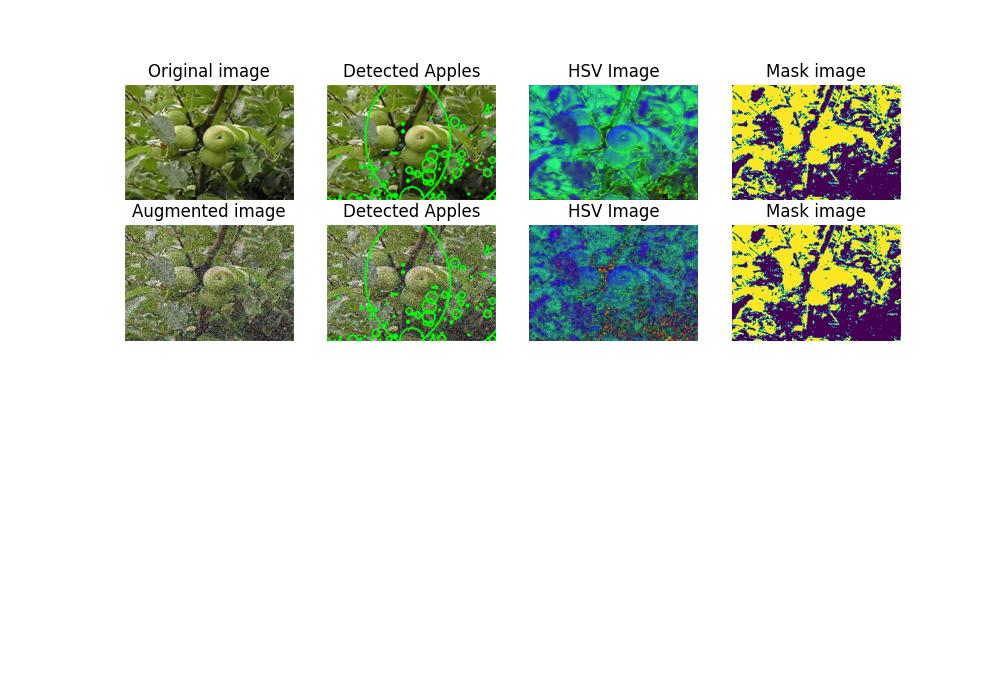 Original image
Detected Apples
HSV Image
Mask image
Augmented image
Detected Apples
HSV Image
Mask image